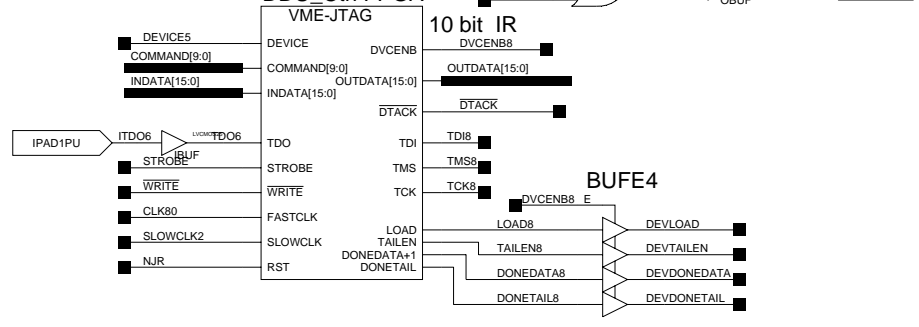 OBUF
VME-JTAG
10 bit IR
DEVICE5
DEVICE
DVCENB
DVCENB8
COMMAND[9:0]
COMMAND[9:0]
OUTDATA[15:0]
OUTDATA[15:0]
INDATA[15:0]
INDATA[15:0]
DTACK
DTACK
IPAD1PU
ITDO6
TDO6
IBUF
TDO
TDI
TDI8
STROBE
STROBE
TMS
TMS8
WRITE
WRITE
TCK
TCK8
BUFE4
DVCENB8 E
CLK80
FASTCLK
LOAD
LOAD8
DEVLOAD
SLOWCLK2
SLOWCLK
TAILEN
TAILEN8
DEVTAILEN
DONEDATA+1
DONEDATA8
DEVDONEDATA
NJR
RST
DONETAIL
DONETAIL8
DEVDONETAIL